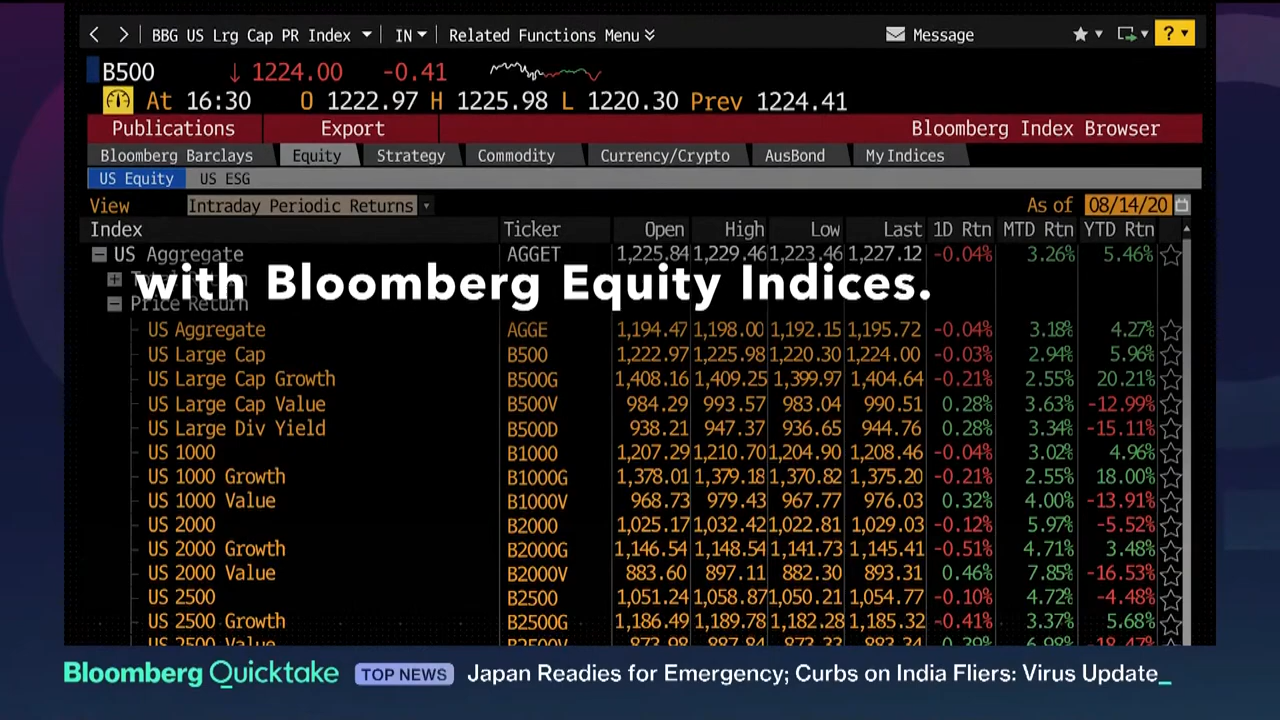 BBG US Lrg Cap PR Index IN Related Functions Menu Message ?
B500 ↓ 1224.00 -0.41
At 16:30 O 1222.97 H 1225.98 L 1220.30 Prev 1224.41
Publications Export Bloomberg Index Browser
Bloomberg Barclays Equity Strategy Commodity Currency/Crypto AusBond My Indices
US Equity US ESG
View Intraday Periodic Returns As of 08/14/20
Index Ticker Open High Low Last 1D Rtn MTD Rtn YTD Rtn
US Aggregate AGGET 1,225.84 1,229.46 1,223.46 1,227.12 -0.04% 3.26% 5.46%
with Bloomberg Equity Indices.
Price Return
US Aggregate AGGE 1,194.47 1,198.00 1,192.15 1,195.72 -0.04% 3.18% 4.27%
US Large Cap B500 1,222.97 1,225.98 1,220.30 1,224.00 -0.03% 2.94% 5.96%
US Large Cap Growth B500G 1,408.16 1,409.25 1,399.97 1,404.64 -0.21% 2.55% 20.21%
US Large Cap Value B500V 984.29 993.57 983.04 990.51 0.28% 3.63% -12.99%
US Large Div Yield B500D 938.21 947.37 936.65 944.76 0.28% 3.34% -15.11%
US 1000 B1000 1,207.29 1,210.70 1,204.90 1,208.46 -0.04% 3.02% 4.96%
US 1000 Growth B1000G 1,378.01 1,379.18 1,370.82 1,375.20 -0.21% 2.55% 18.00%
US 1000 Value B1000V 968.73 979.43 967.77 976.03 0.32% 4.00% -13.91%
US 2000 B2000 1,025.17 1,032.42 1,022.81 1,029.03 -0.12% 5.97% -5.52%
US 2000 Growth B2000G 1,146.54 1,148.54 1,141.73 1,145.41 -0.51% 4.71% 3.48%
US 2000 Value B2000V 883.60 897.11 882.30 893.31 0.46% 7.85% -16.53%
US 2500 B2500 1,051.24 1,058.87 1,050.21 1,054.77 -0.10% 4.72% -4.48%
US 2500 Growth B2500G 1,186.49 1,189.78 1,182.28 1,185.32 -0.41% 3.37% 5.68%
US 2500 Value B2500V 873.98 887.84 873.33 883.34 0.39% 6.98% -18.47%
Bloomberg Quicktake TOP NEWS Japan Readies for Emergency; Curbs on India Fliers: Virus Update_